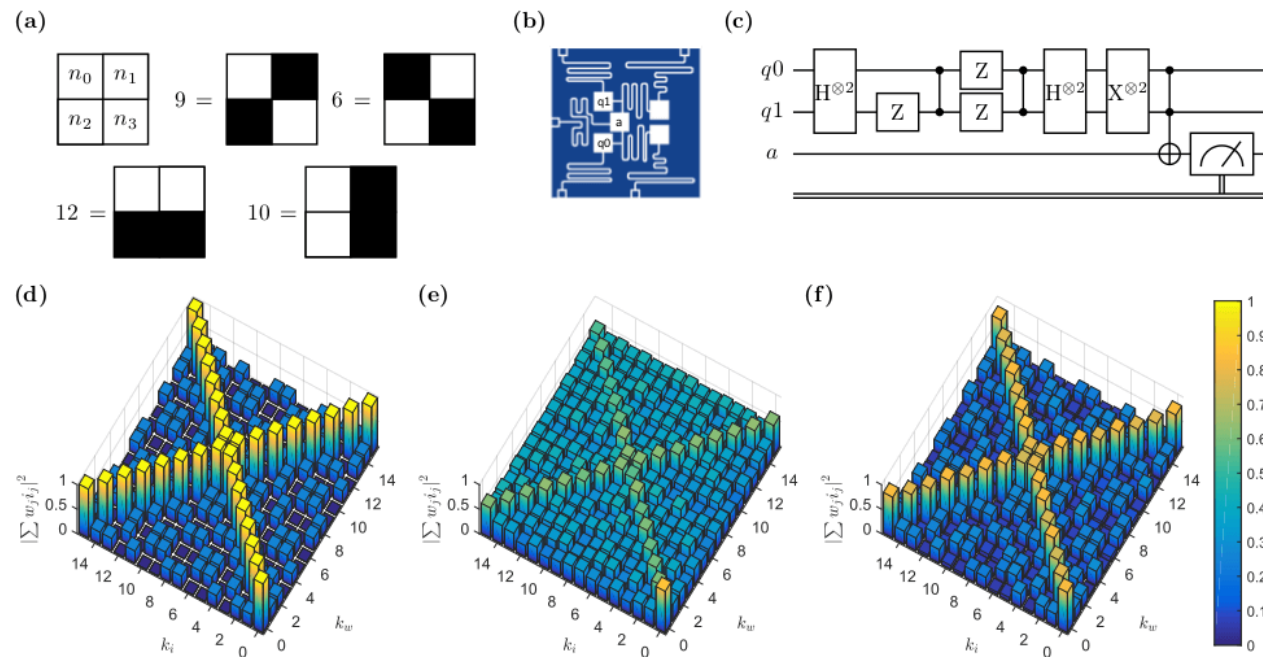 (a)
n₀ n₁
n₂ n₃
9 =
6 =
12 =
10 =
(b)
q1
a
q0
(c)
q0
q1
a
H⊗2
Z
Z
Z
H⊗2
X⊗2
(d)
|∑ wⱼiⱼ|²
1
0.5
0
14
12
10
8
6
4
2
0
kᵢ
0
2
4
6
8
10
12
14
k_w
(e)
|∑ wⱼiⱼ|²
1
0.5
0
14
12
10
8
6
4
2
0
kᵢ
0
2
4
6
8
10
12
14
k_w
(f)
|∑ wⱼiⱼ|²
1
0.5
0
14
12
10
8
6
4
2
0
kᵢ
0
2
4
6
8
10
12
14
k_w
1
0.9
0.8
0.7
0.6
0.5
0.4
0.3
0.2
0.1
0